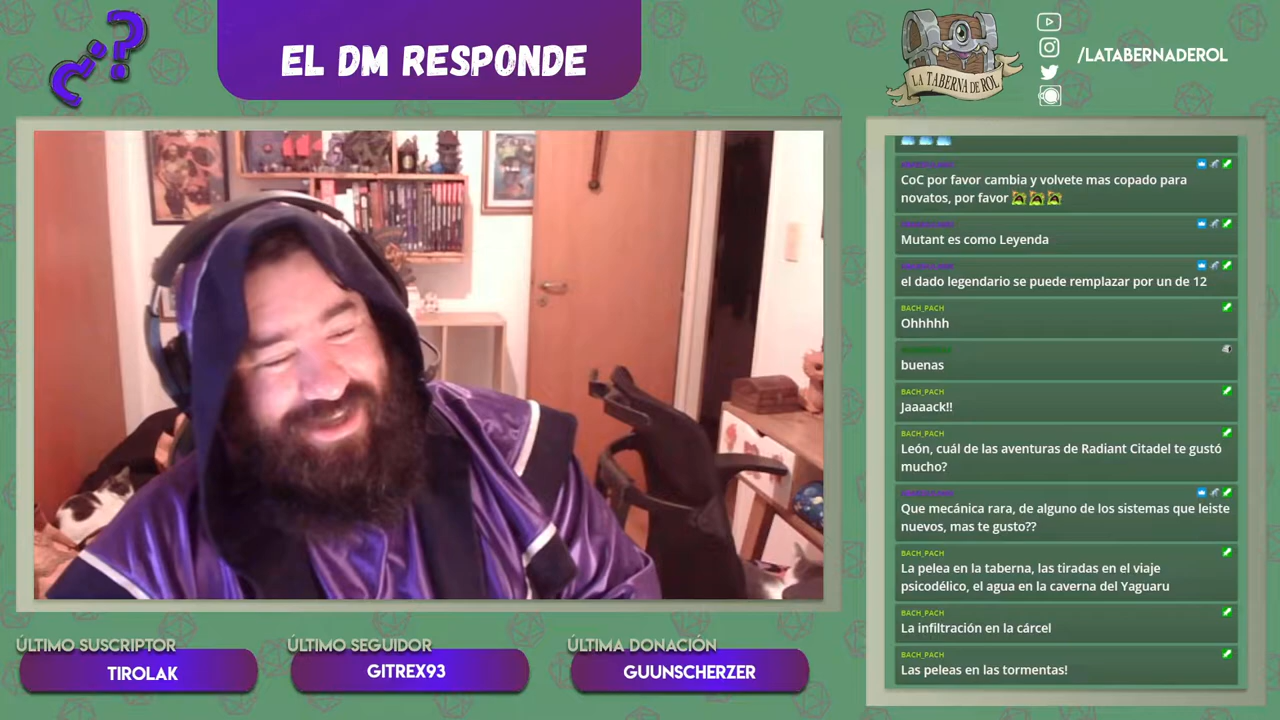 ¿?
EL DM RESPONDE
LA TABERNA DE ROL
/LATABERNADEROL
CoC por favor cambia y volvete mas copado para
novatos, por favor
Mutant es como Leyenda
el dado legendario se puede remplazar por un de 12
BACH_PACH
Ohhhhh
buenas
BACH_PACH
Jaaaack!!
BACH_PACH
León, cuál de las aventuras de Radiant Citadel te gustó
mucho?
Que mecánica rara, de alguno de los sistemas que leiste
nuevos, mas te gusto??
BACH_PACH
La pelea en la taberna, las tiradas en el viaje
psicodélico, el agua en la caverna del Yaguaru
BACH_PACH
La infiltración en la cárcel
BACH_PACH
Las peleas en las tormentas!
ÚLTIMO SUSCRIPTOR
TIROLAK
ÚLTIMO SEGUIDOR
GITREX93
ÚLTIMA DONACIÓN
GUUNSCHERZER